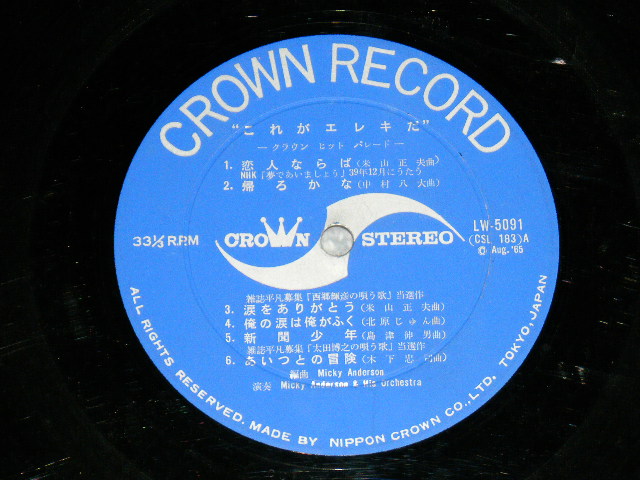 CROWN RECORD
"これがエレキだ"
―クラウン ヒット パレード―
1. 恋人ならば(米山正夫曲)
NHK『夢であいましょう』39年12月にうたう
2. 帰ろかな(中村八大曲)
33⅓ RPM
CROWN STEREO
LW-5091
(CSL 183)A
© Aug. '65
雑誌平凡募集『西郷輝彦の唄う歌』当選作
3. 涙をありがとう(米山正夫曲)
4. 俺の涙は俺がふく(北原じゅん曲)
5. 新聞少年(島津伸男曲)
雑誌平凡募集『太田博之の唄う歌』当選作
6. あいつとの冒険(木下忠司曲)
編曲 Micky Anderson
演奏 Micky Anderson & His Orchestra
ALL RIGHTS RESERVED. MADE BY NIPPON CROWN CO., LTD. TOKYO, JAPAN